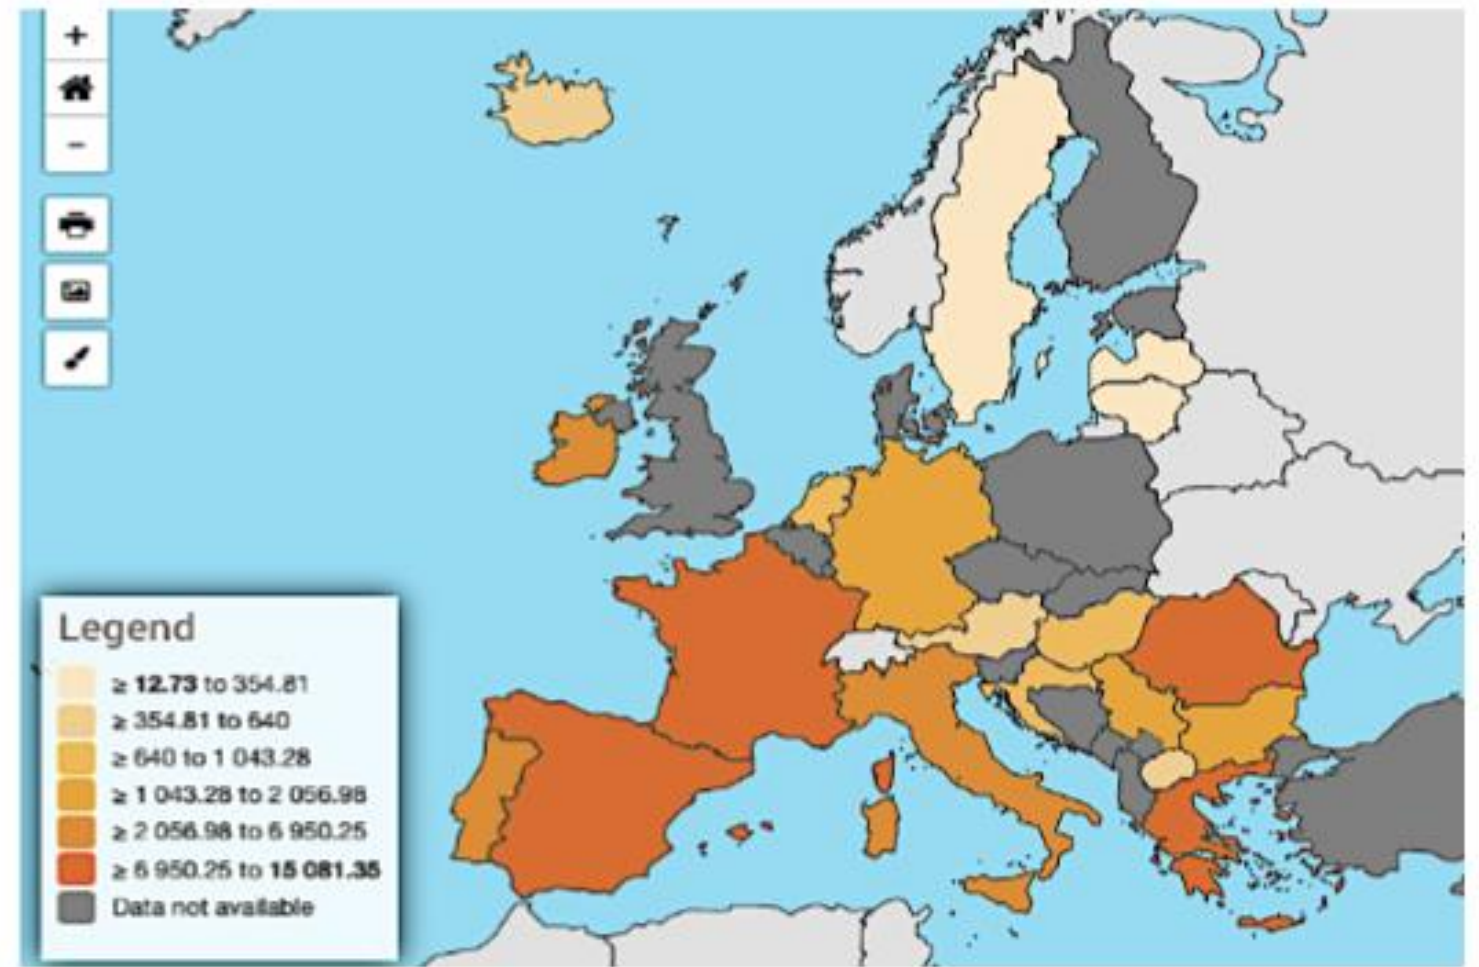 +
−
Legend
≥ 12.73 to 354.81
≥ 354.81 to 640
≥ 640 to 1 043.28
≥ 1 043.28 to 2 056.98
≥ 2 056.98 to 6 950.25
≥ 6 950.25 to 15 081.35
Data not available